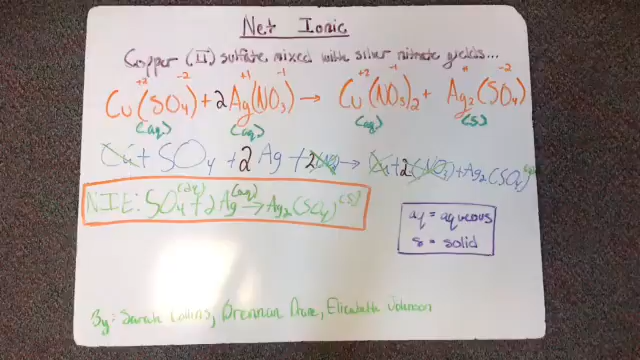 Net Ionic
Copper (II) sulfate mixed with silver nitrate yields...
+2 -2 +1 -1 +2 -1 + -2
Cu(SO4) + 2Ag(NO3) → Cu(NO3)2 + Ag2(SO4)
(aq) (aq) (aq) (s)
Cu + SO4 + 2Ag + 2(NO3) → Cu + 2(NO3) + Ag2(SO4)(s)
NIE: SO4(aq) + 2Ag(aq) → Ag2(SO4)(s)
aq = aqueous
s = solid
By: Sarah Collins, Brennan, Elizabeth Johnson